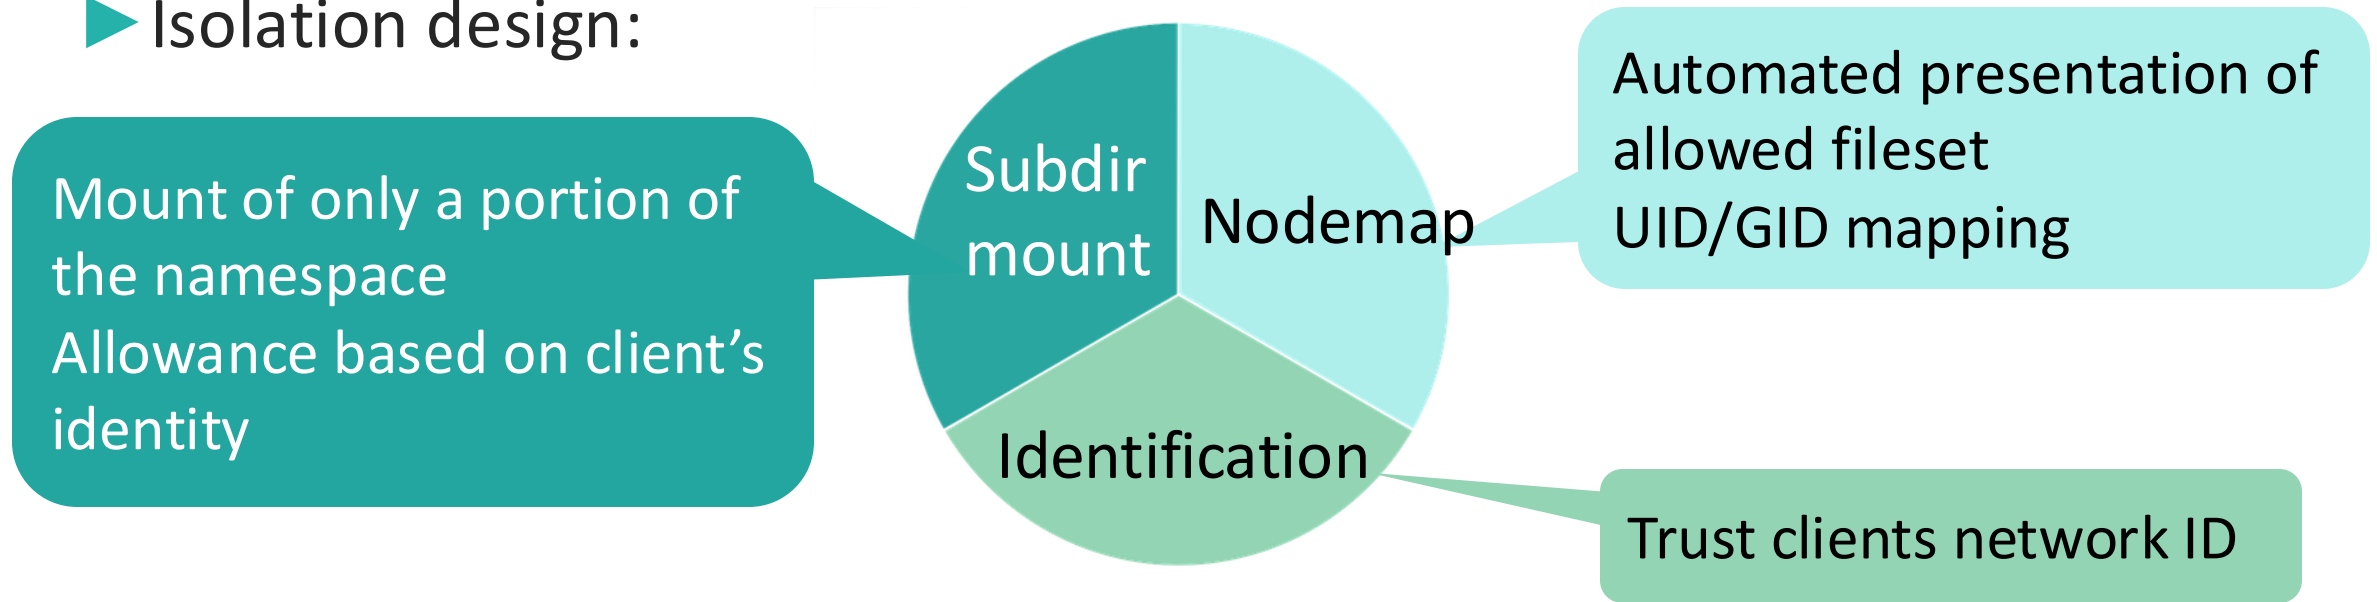 Isolation design:
Mount of only a portion of
the namespace
Allowance based on client’s
identity
Subdir
mount
Nodemap
Identification
Automated presentation of
allowed fileset
UID/GID mapping
Trust clients network ID